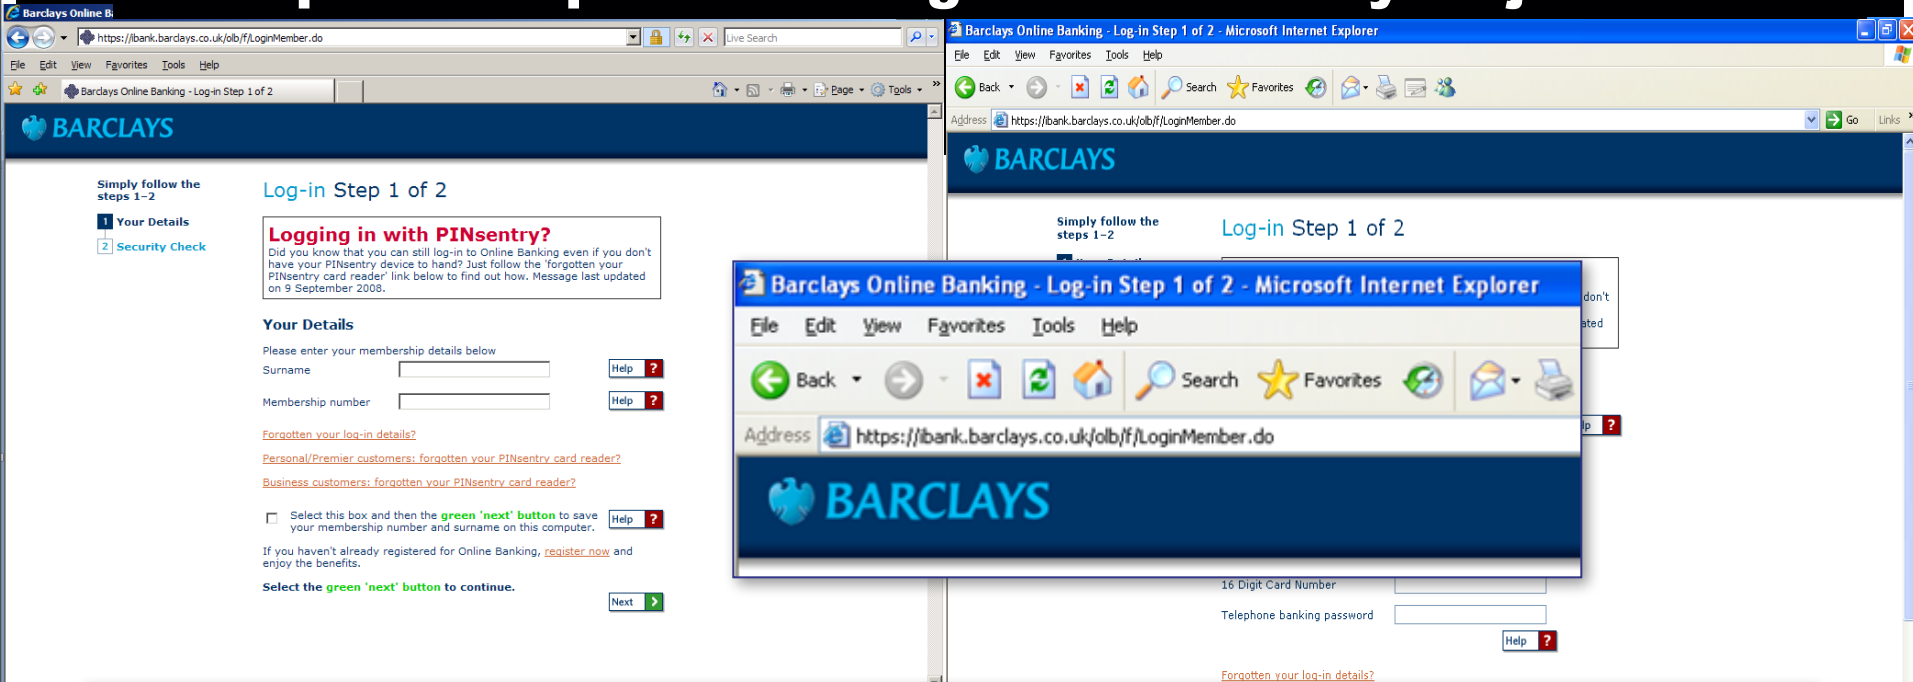 Barclays Online B
https://ibank.barclays.co.uk/olb/f/LoginMember.do
Live Search
File Edit View Favorites Tools Help
Barclays Online Banking - Log-in Step 1 of 2
Page Tools
BARCLAYS
Simply follow the
steps 1-2
1 Your Details
2 Security Check
Log-in Step 1 of 2
Logging in with PINsentry?
Did you know that you can still log-in to Online Banking even if you don't
have your PINsentry device to hand? Just follow the 'forgotten your
PINsentry card reader' link below to find out how. Message last updated
on 9 September 2008.
Your Details
Please enter your membership details below
Surname
Help ?
Membership number
Help ?
Forgotten your log-in details?
Personal/Premier customers: forgotten your PINsentry card reader?
Business customers: forgotten your PINsentry card reader?
Select this box and then the green 'next' button to save
your membership number and surname on this computer.
Help ?
If you haven't already registered for Online Banking, register now and
enjoy the benefits.
Select the green 'next' button to continue.
Next >
Barclays Online Banking - Log-in Step 1 of 2 - Microsoft Internet Explorer
File Edit View Favorites Tools Help
Back Search Favorites
Address https://ibank.barclays.co.uk/olb/f/LoginMember.do Go Links
BARCLAYS
Simply follow the
steps 1-2
Log-in Step 1 of 2
don't
Barclays Online Banking - Log-in Step 1 of 2 - Microsoft Internet Explorer
File Edit View Favorites Tools Help
Back Search Favorites
Address https://ibank.barclays.co.uk/olb/f/LoginMember.do
BARCLAYS
16 Digit Card Number
Telephone banking password
Help ?
Forgotten your log-in details?